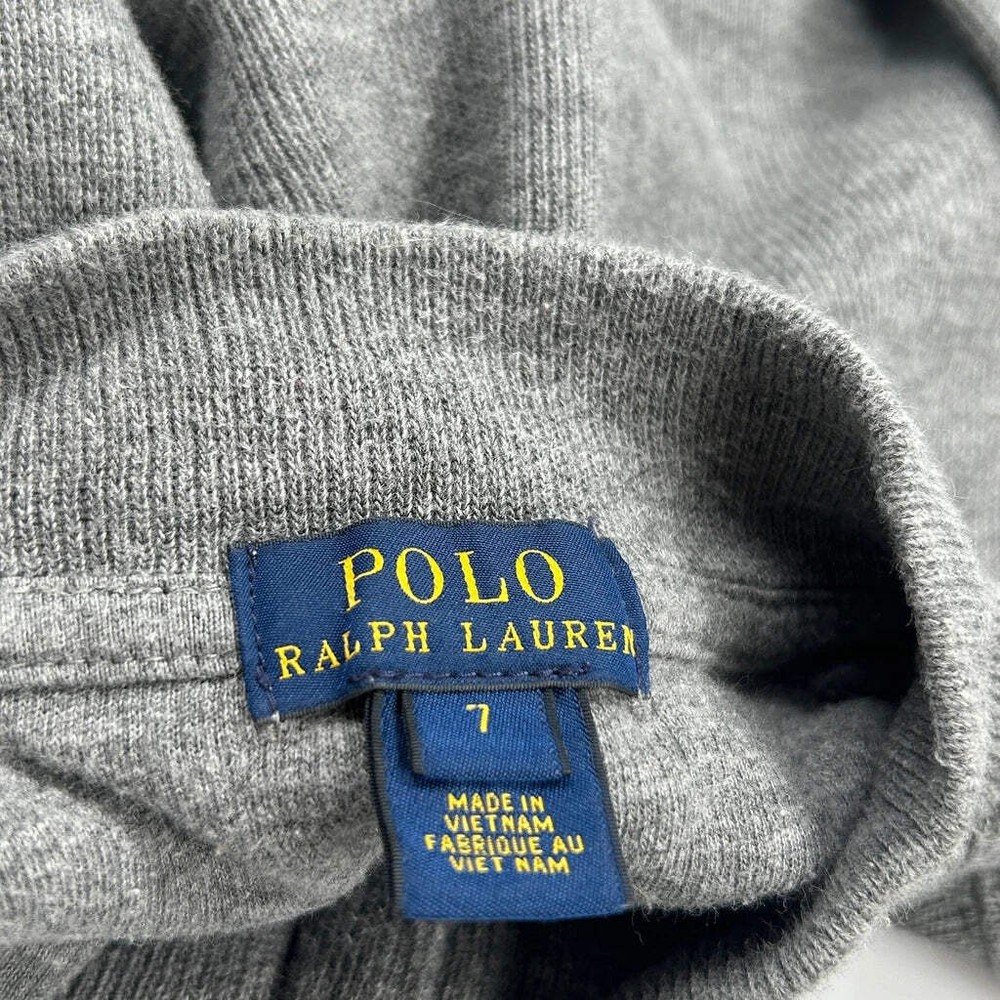 POLO
RALPH LAUREN
7
MADE IN
VIETNAM
FABRIQUE AU
VIET NAM